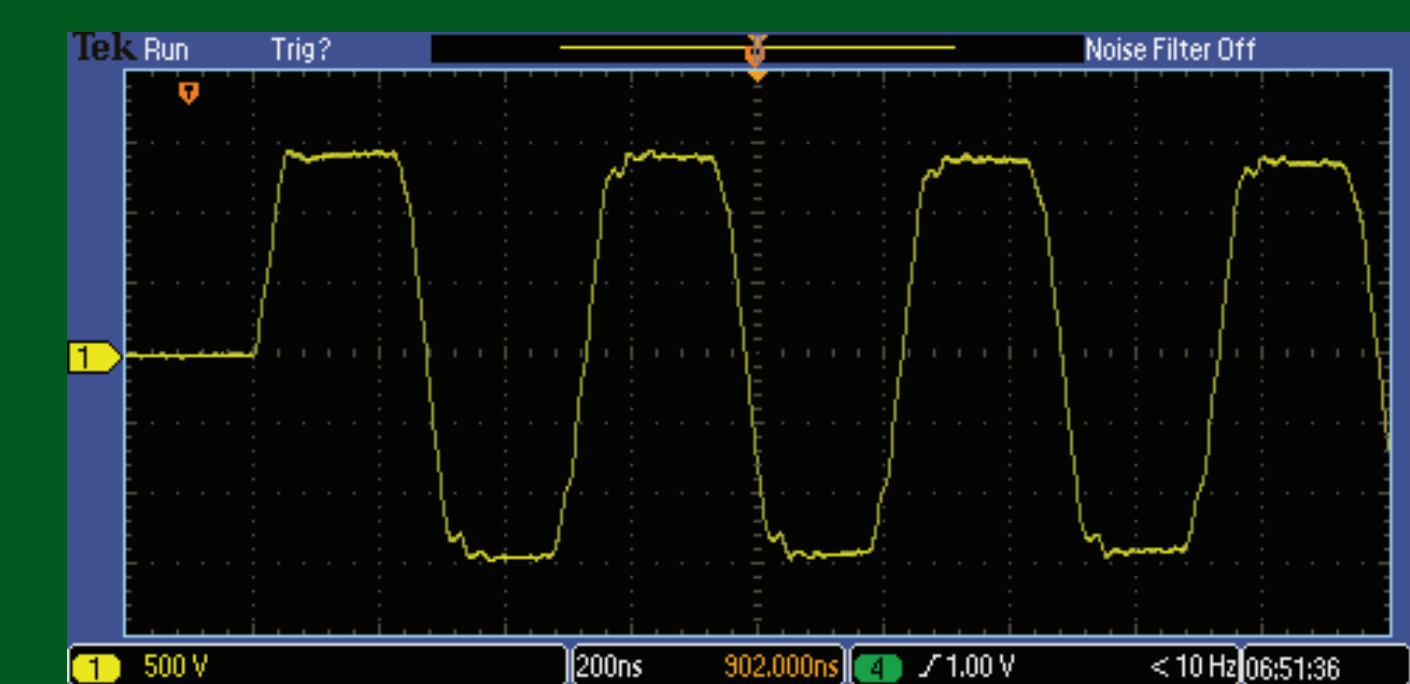 Tek Run Trig? Noise Filter Off
T
1
1 500 V 200ns 902.000ns 4 1.00 V < 10 Hz 06:51:36